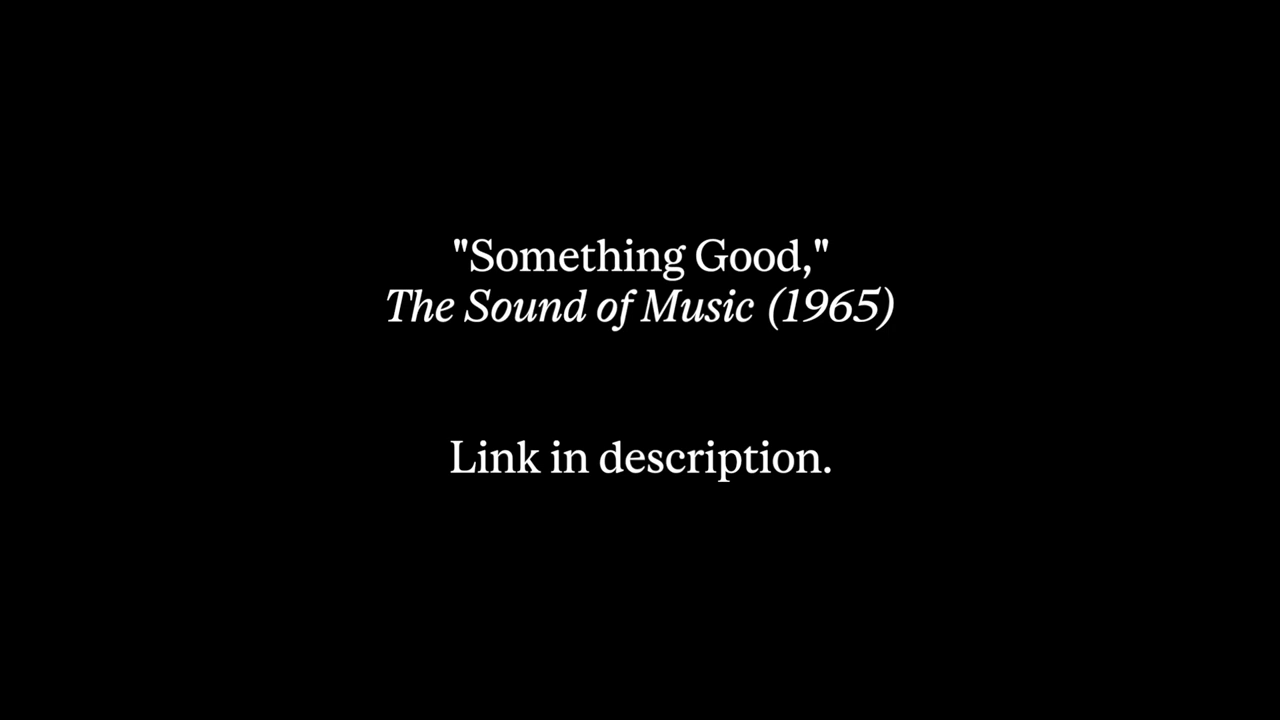 "Something Good,"
The Sound of Music (1965)
Link in description.